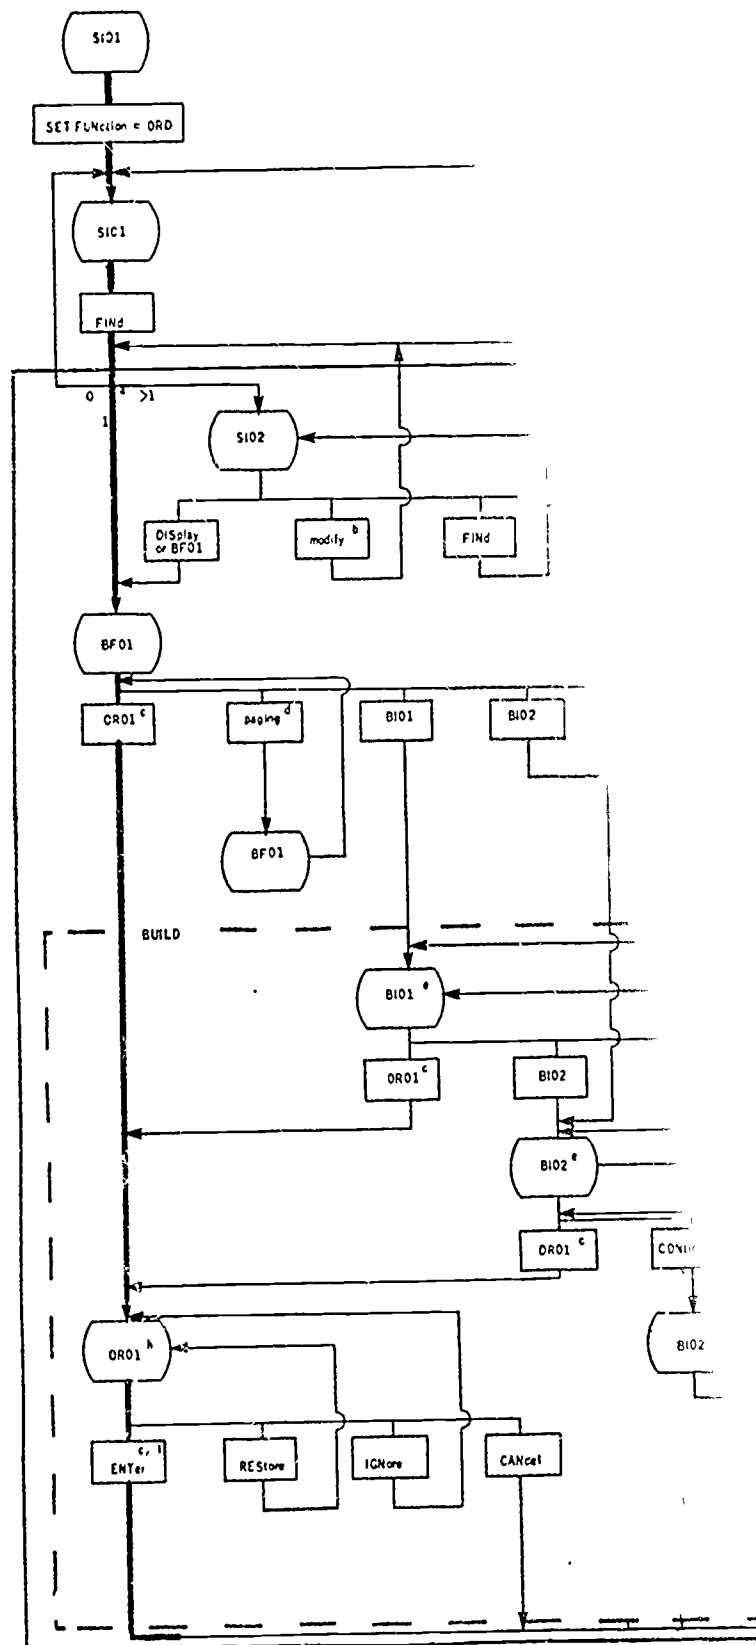 SI01
SET FUNction = ORD
SIC1
FINd
0 1 >1
1
SI02
DISplay
or BF01
modify b
FINd
BF01
OR01 c
paging d
BI01
BI02
BF01
BUILD
BI01 e
OR01 c
BI02
BI02 e
OR01 c
BI02
OR01 h
c, i
ENTer
REStore
IGNore
CANcel